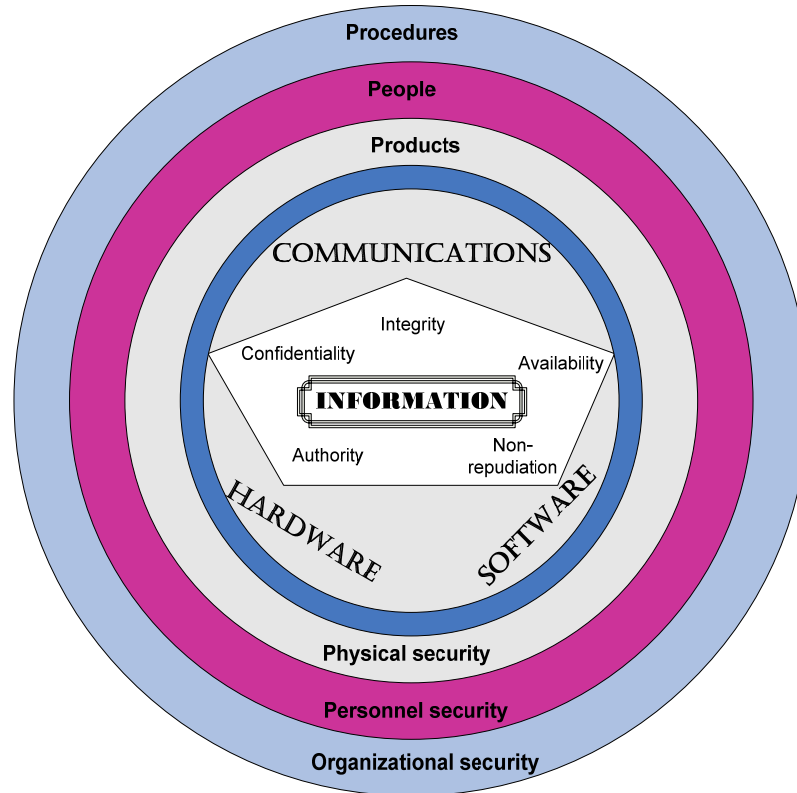 Procedures
People
Products
COMMUNICATIONS
Integrity
Confidentiality
Availability
INFORMATION
Authority
Non-
repudiation
HARDWARE
SOFTWARE
Physical security
Personnel security
Organizational security